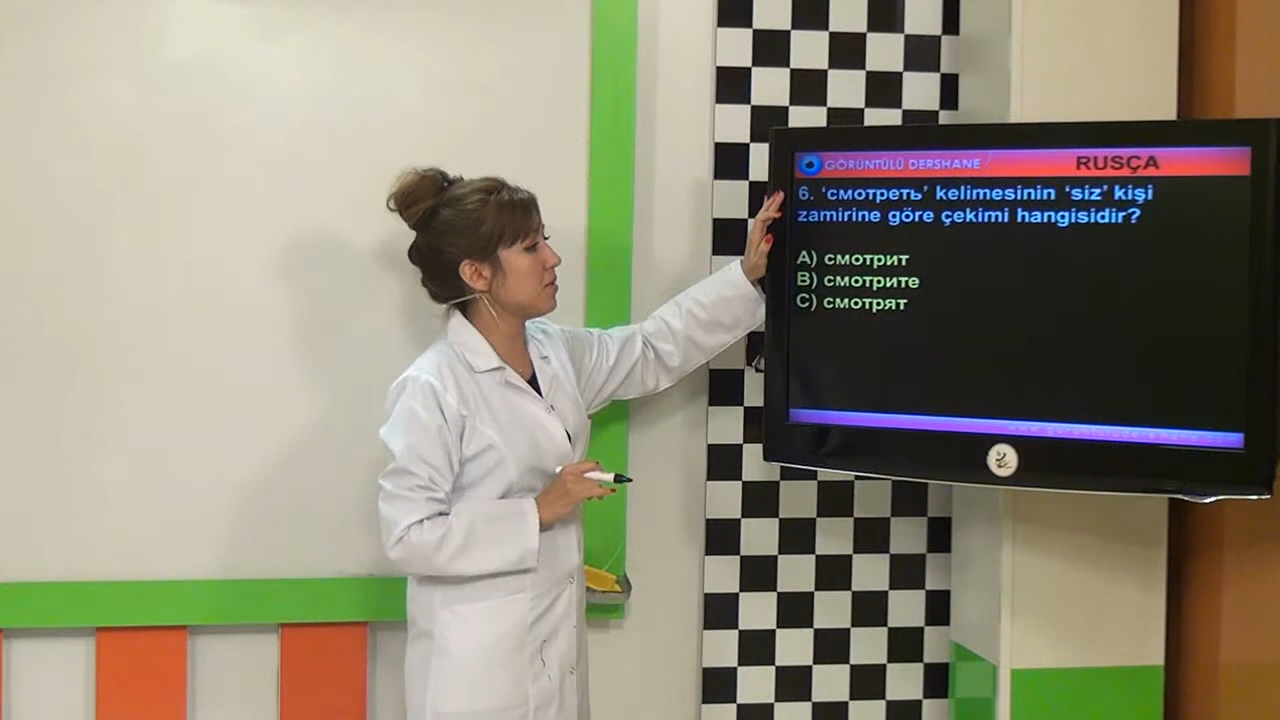 GÖRÜNTÜLÜ DERSHANE
RUSÇA
6. ‘смотреть’ kelimesinin ‘siz’ kişi
zamirine göre çekimi hangisidir?
A) смотрит
B) смотрите
C) смотрят